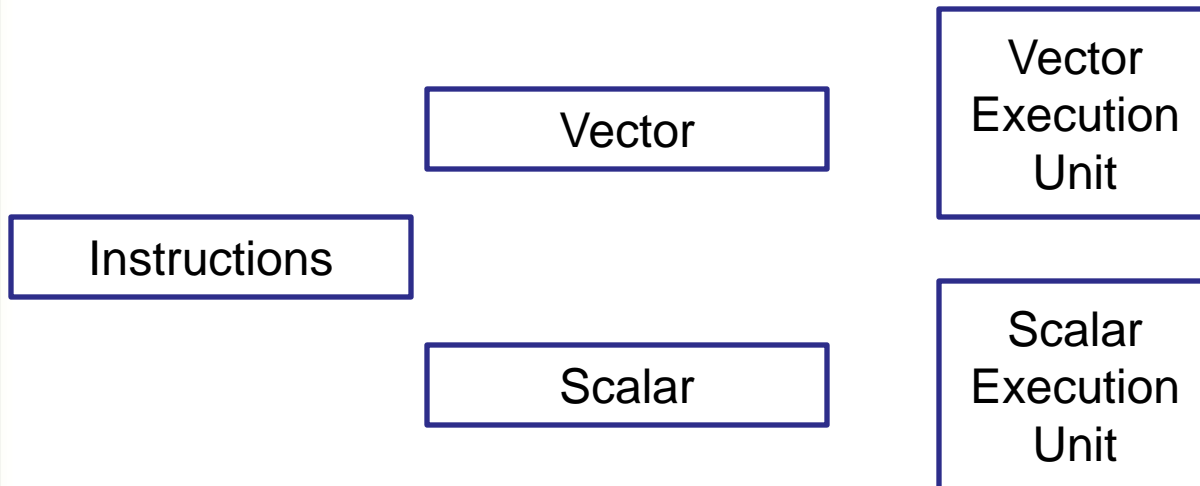 Instructions
Vector
Scalar
Vector
Execution
Unit
Scalar
Execution
Unit